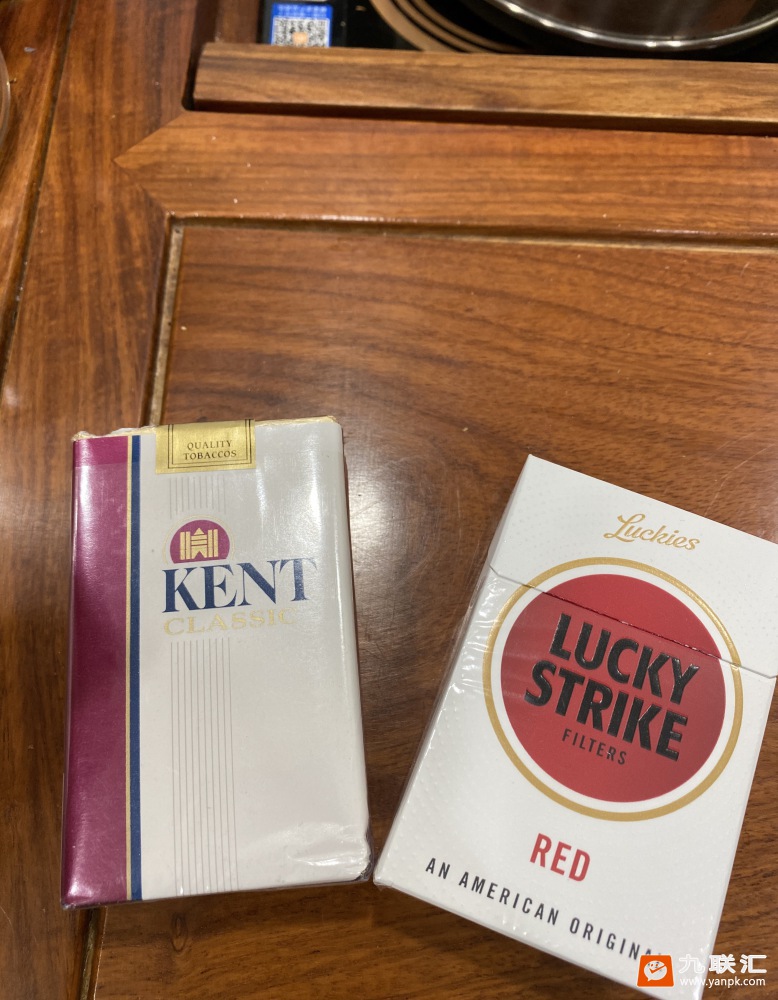 QUALITY
TOBACCOS
KENT
CLASSIC
Luckies
LUCKY
STRIKE
FILTERS
RED
AN AMERICAN ORIGINAL
九联汇
www.yanpk.com